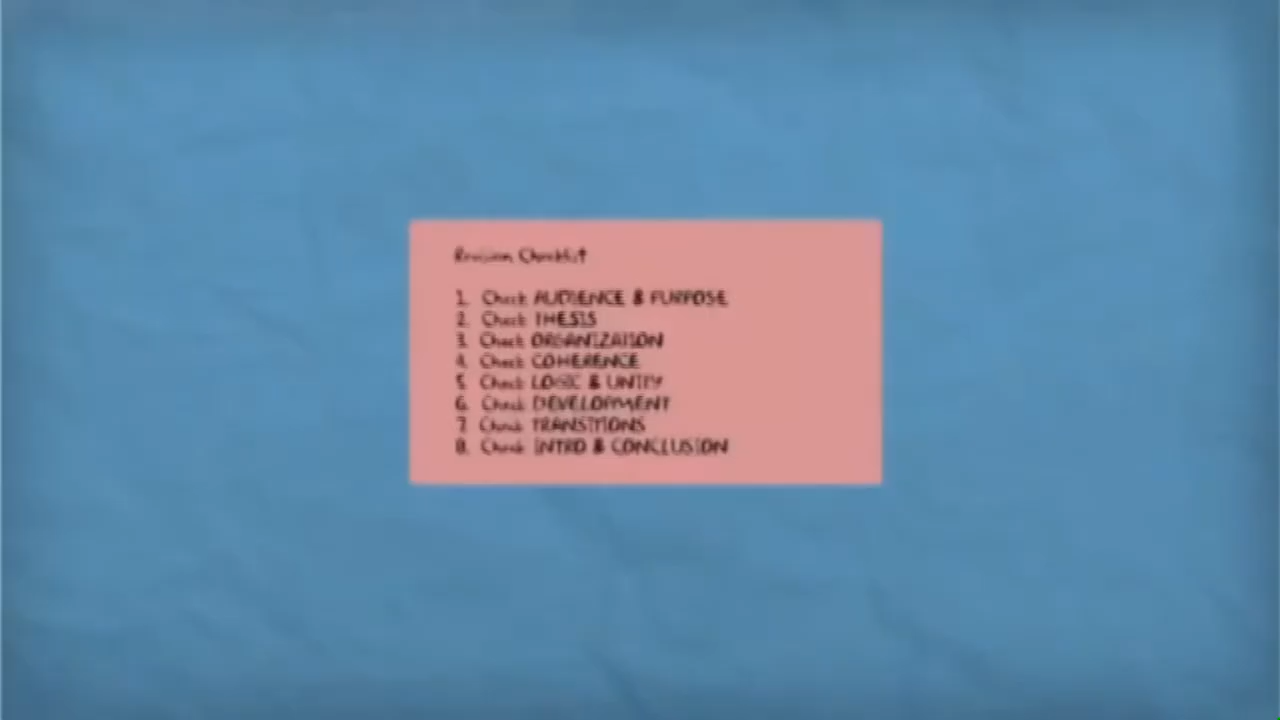 Revision Checklist
1. Check AUDIENCE & PURPOSE
2. Check THESIS
3. Check ORGANIZATION
4. Check COHERENCE
5. Check LOGIC & UNITY
6. Check DEVELOPMENT
7. Check TRANSITIONS
8. Check INTRO & CONCLUSION